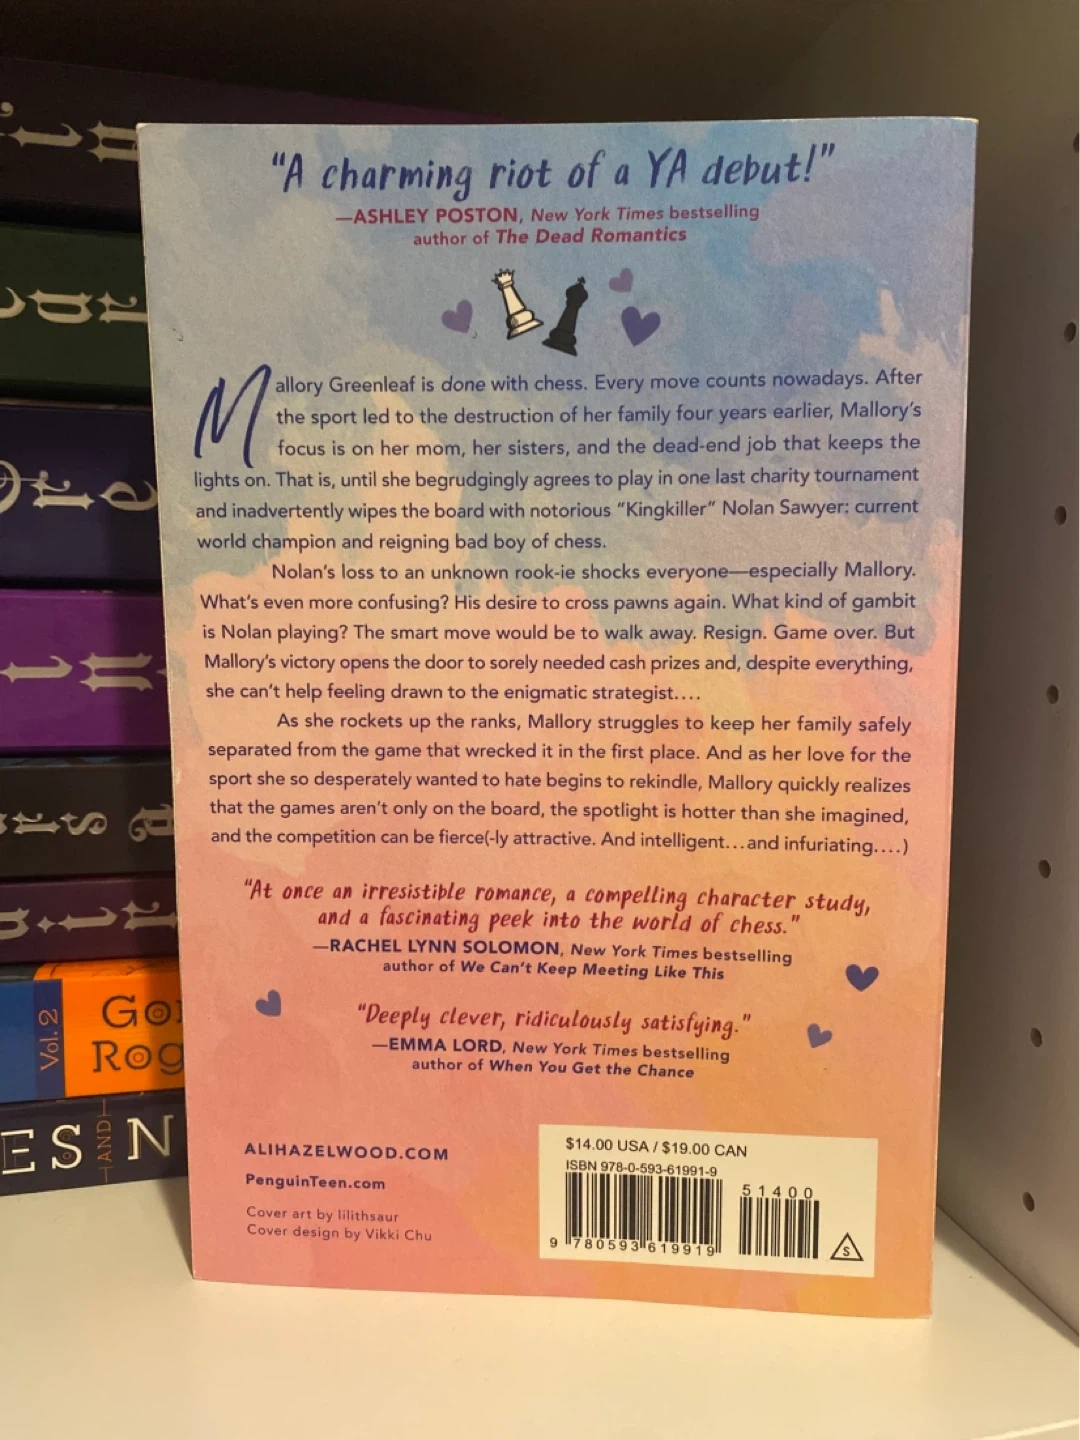 "A charming riot of a YA debut!"
—ASHLEY POSTON, New York Times bestselling
author of The Dead Romantics
Mallory Greenleaf is done with chess. Every move counts nowadays. After
the sport led to the destruction of her family four years earlier, Mallory's
focus is on her mom, her sisters, and the dead-end job that keeps the
lights on. That is, until she begrudgingly agrees to play in one last charity tournament
and inadvertently wipes the board with notorious "Kingkiller" Nolan Sawyer: current
world champion and reigning bad boy of chess.
Nolan's loss to an unknown rook-ie shocks everyone—especially Mallory.
What's even more confusing? His desire to cross pawns again. What kind of gambit
is Nolan playing? The smart move would be to walk away. Resign. Game over. But
Mallory's victory opens the door to sorely needed cash prizes and, despite everything,
she can't help feeling drawn to the enigmatic strategist....
As she rockets up the ranks, Mallory struggles to keep her family safely
separated from the game that wrecked it in the first place. And as her love for the
sport she so desperately wanted to hate begins to rekindle, Mallory quickly realizes
that the games aren't only on the board, the spotlight is hotter than she imagined,
and the competition can be fierce(-ly attractive. And intelligent...and infuriating....)
"At once an irresistible romance, a compelling character study,
and a fascinating peek into the world of chess."
—RACHEL LYNN SOLOMON, New York Times bestselling
author of We Can't Keep Meeting Like This
"Deeply clever, ridiculously satisfying."
—EMMA LORD, New York Times bestselling
author of When You Get the Chance
ALIHAZELWOOD.COM
PenguinTeen.com
Cover art by lilithsaur
Cover design by Vikki Chu
$14.00 USA / $19.00 CAN
ISBN 978-0-593-61991-9
51400
9 780593 619919
S
Vol. 2
Gor
Rog
ES AND N